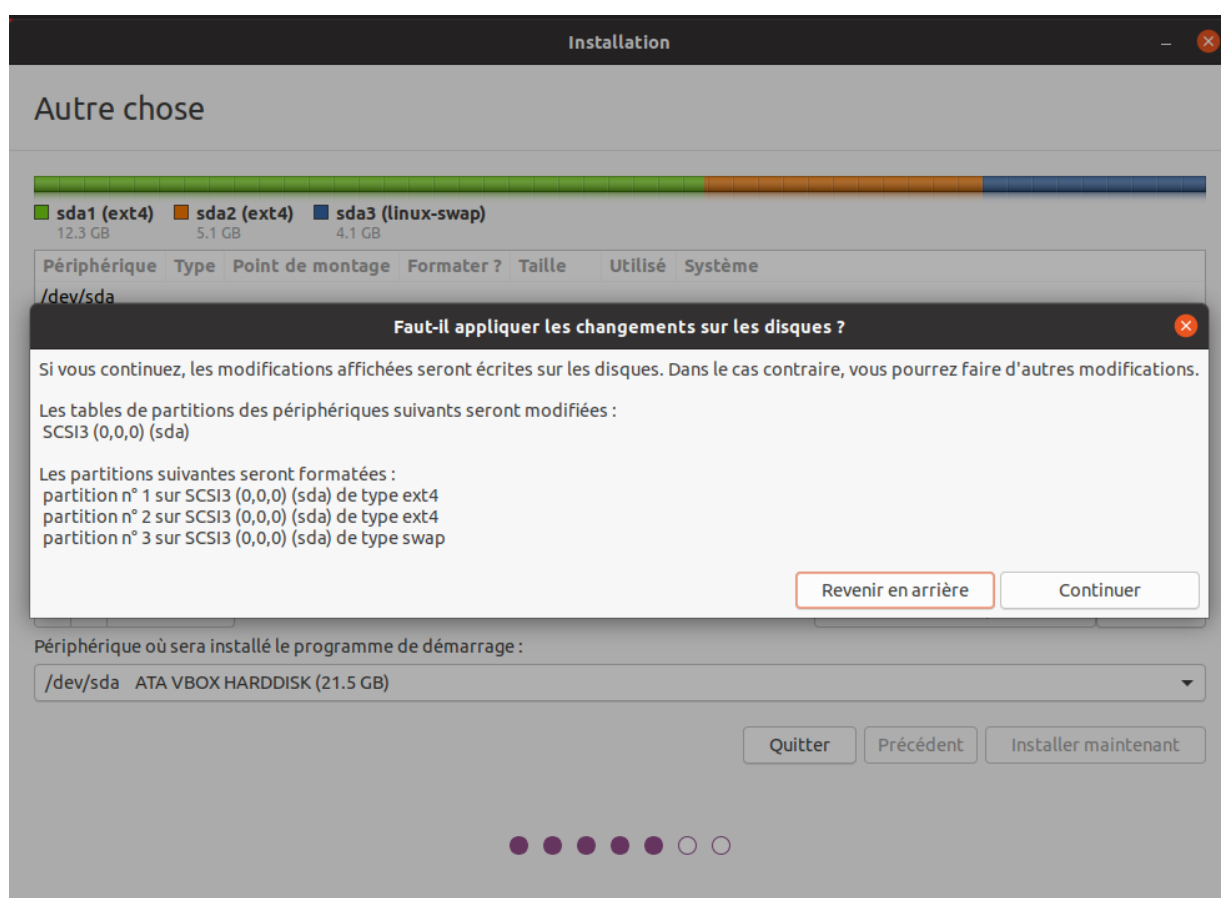 Installation
Autre chose
sda1 (ext4) sda2 (ext4) sda3 (linux-swap)
12.3 GB 5.1 GB 4.1 GB
Périphérique Type Point de montage Formater ? Taille Utilisé Système
/dev/sda
Faut-il appliquer les changements sur les disques ?
Si vous continuez, les modifications affichées seront écrites sur les disques. Dans le cas contraire, vous pourrez faire d'autres modifications.
Les tables de partitions des périphériques suivants seront modifiées :
SCSI3 (0,0,0) (sda)
Les partitions suivantes seront formatées :
partition n° 1 sur SCSI3 (0,0,0) (sda) de type ext4
partition n° 2 sur SCSI3 (0,0,0) (sda) de type ext4
partition n° 3 sur SCSI3 (0,0,0) (sda) de type swap
Revenir en arrière Continuer
Périphérique où sera installé le programme de démarrage :
/dev/sda ATA VBOX HARDDISK (21.5 GB)
Quitter Précédent Installer maintenant